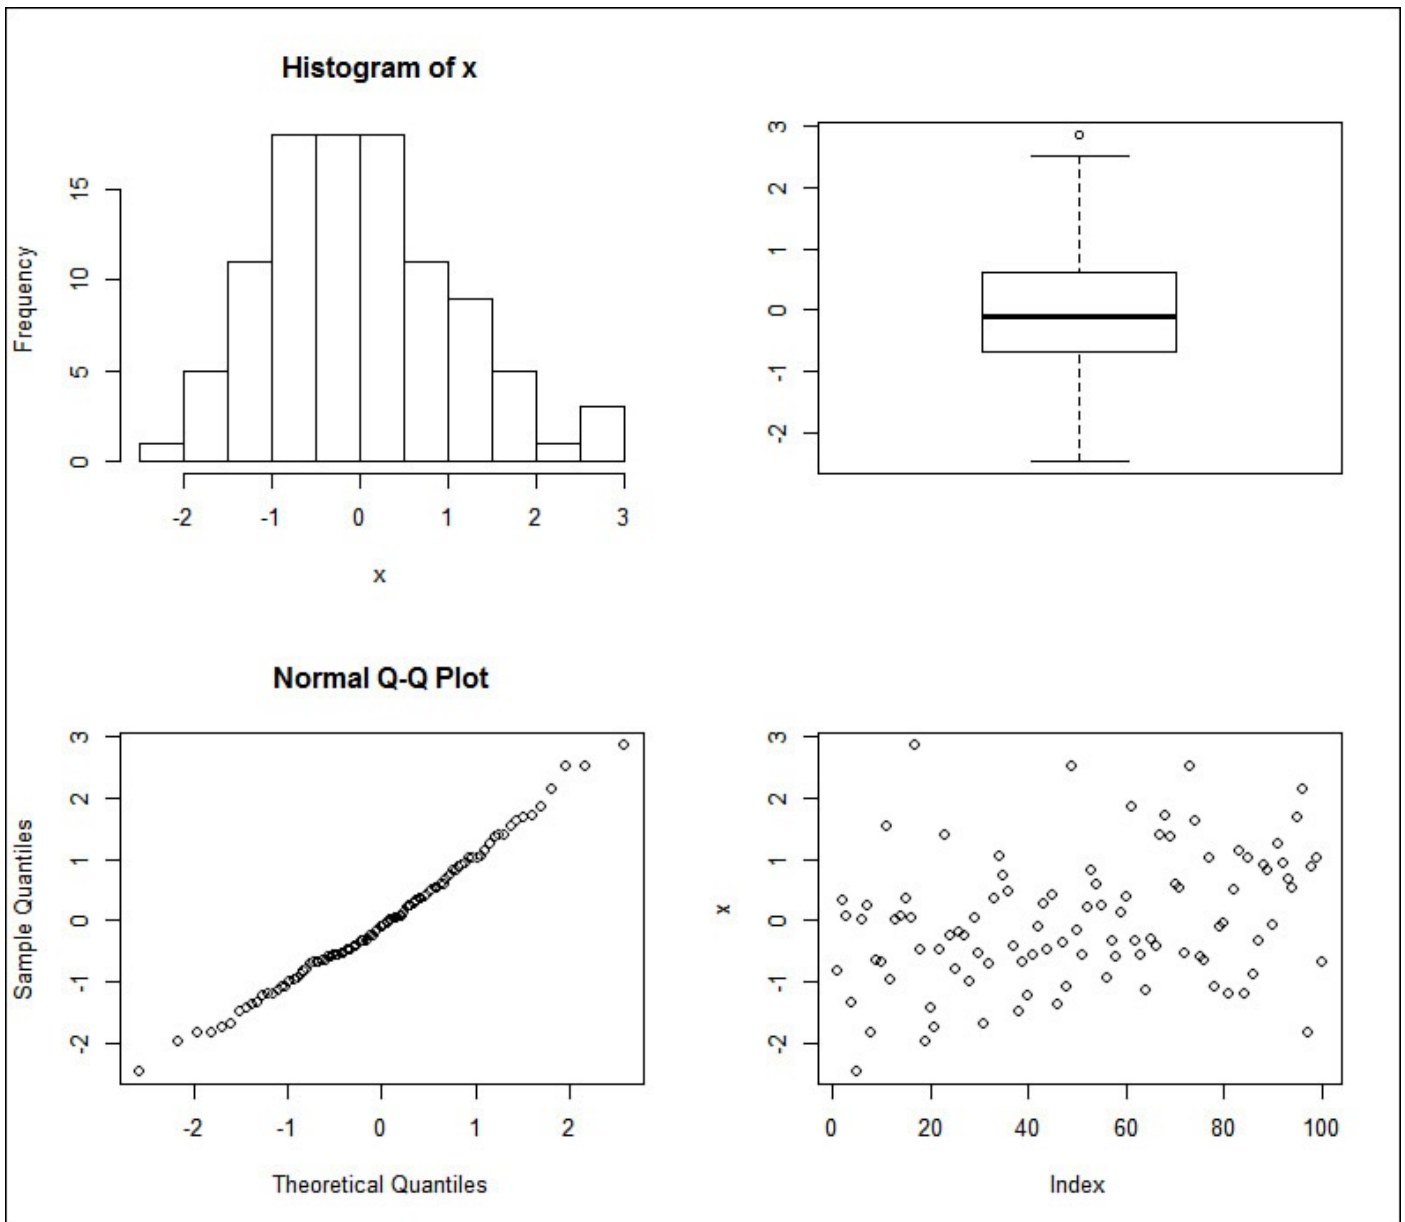 Histogram of x
Frequency
0 5 10 15
-2 -1 0 1 2 3
x
-2 -1 0 1 2 3
Normal Q-Q Plot
Sample Quantiles
-2 -1 0 1 2 3
-2 -1 0 1 2
Theoretical Quantiles
x
-2 -1 0 1 2 3
0 20 40 60 80 100
Index